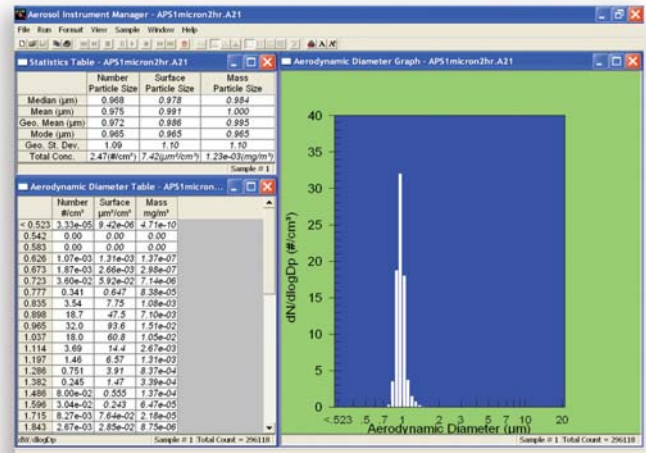 Aerosol Instrument Manager - APS1micron2hr.A21
File Run Format View Sample Window Help
Statistics Table - APS1micron2hr.A21
Number Particle Size Surface Particle Size Mass Particle Size
Median (µm) 0.968 0.978 0.984
Mean (µm) 0.975 0.991 1.000
Geo. Mean (µm) 0.972 0.986 0.995
Mode (µm) 0.965 0.965 0.965
Geo. St. Dev. 1.09 1.10 1.10
Total Conc. 2.47(#/cm³) 7.42(µm²/cm³) 1.23e-03(mg/m³)
Sample # 1
Aerodynamic Diameter Table - APS1micron...
Number #/cm³ Surface µm²/cm³ Mass mg/m³
< 0.523 3.33e-05 9.42e-06 4.71e-10
0.542 0.00 0.00 0.00
0.583 0.00 0.00 0.00
0.626 1.07e-03 1.31e-03 1.37e-07
0.673 1.87e-03 2.66e-03 2.98e-07
0.723 3.60e-02 5.92e-02 7.14e-06
0.777 0.341 0.647 8.38e-05
0.835 3.54 7.75 1.08e-03
0.898 18.7 47.5 7.10e-03
0.965 32.0 93.6 1.51e-02
1.037 18.0 60.8 1.05e-02
1.114 3.69 14.4 2.67e-03
1.197 1.46 6.57 1.31e-03
1.286 0.751 3.91 8.37e-04
1.382 0.245 1.47 3.39e-04
1.486 8.00e-02 0.555 1.37e-04
1.596 3.04e-02 0.243 6.47e-05
1.715 8.27e-03 7.64e-02 2.18e-05
1.843 2.67e-03 2.85e-02 8.75e-06
dW/dlogDp Sample # 1 Total Count = 296118
Aerodynamic Diameter Graph - APS1micron2hr.A21
40
35
30
25
20
15
10
5
0
dN/dlogDp (#/cm³)
<.523 .5 .7 1 2 3 5 7 10 20
Aerodynamic Diameter (µm)
Sample # 1 Total Count = 296118